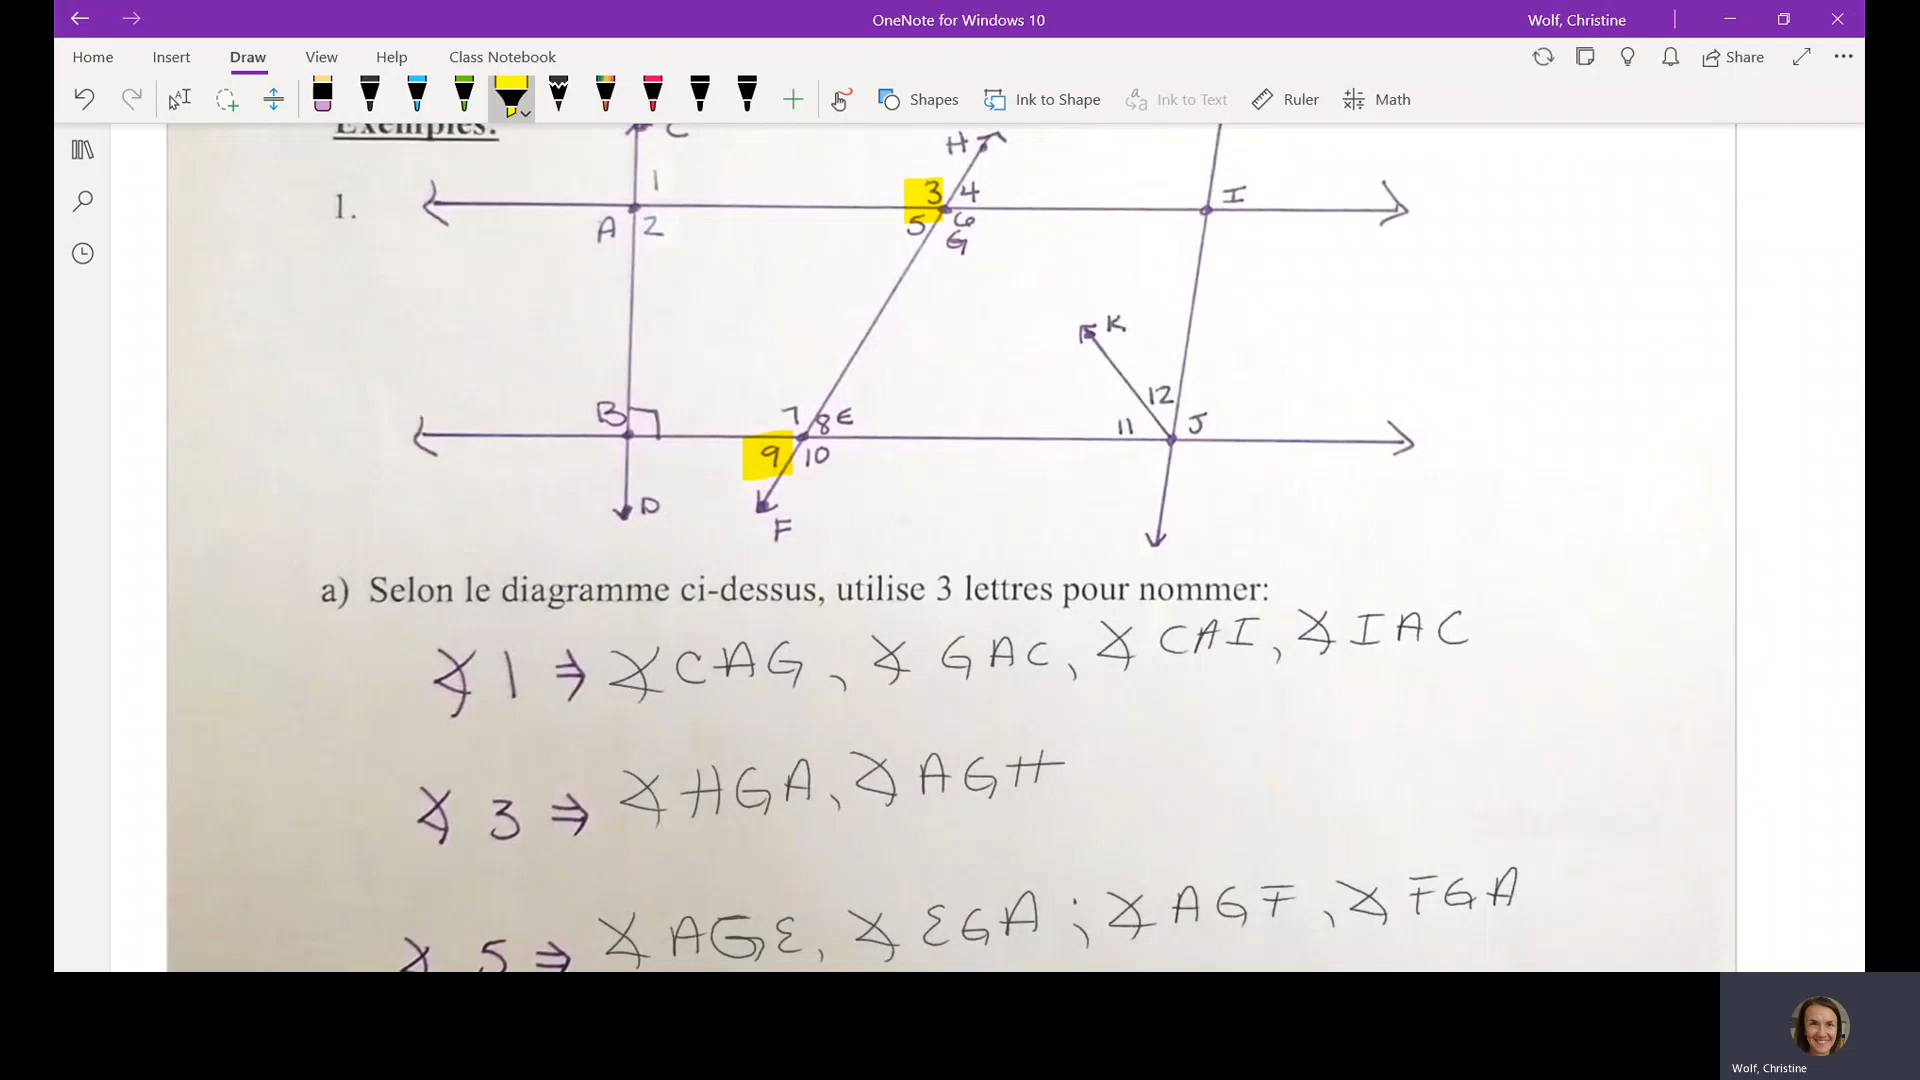 OneNote for Windows 10
Wolf, Christine
Home Insert Draw View Help Class Notebook
Share
Shapes Ink to Shape Ink to Text Ruler Math
Exemples:
C
H
1.
1
3 4
I
A 2
5 6
G
K
B
7 8 E
12
11
J
9 10
D
F
a) Selon le diagramme ci-dessus, utilise 3 lettres pour nommer:
∢ 1 ⇒ ∢ CAG, ∢ GAC, ∢ CAI, ∢ IAC
∢ 3 ⇒ ∢ HGA, ∢ AGH
∢ 5 ⇒ ∢ AGE, ∢ EGA ; ∢ AGF, ∢ FGA
Wolf, Christine